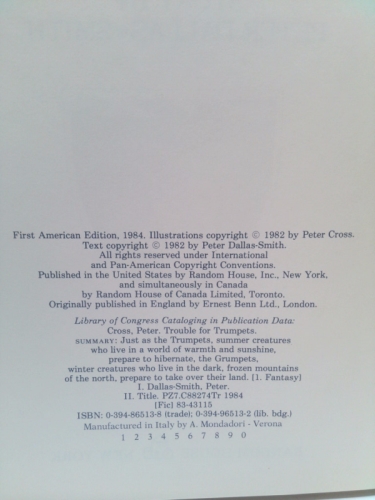 First American Edition, 1984. Illustrations copyright © 1982 by Peter Cross.
Text copyright © 1982 by Peter Dallas-Smith.
All rights reserved under International
and Pan-American Copyright Conventions.
Published in the United States by Random House, Inc., New York,
and simultaneously in Canada
by Random House of Canada Limited, Toronto.
Originally published in England by Ernest Benn Ltd., London.
Library of Congress Cataloging in Publication Data:
Cross, Peter. Trouble for Trumpets.
SUMMARY: Just as the Trumpets, summer creatures
who live in a world of warmth and sunshine,
prepare to hibernate, the Grumpets,
winter creatures who live in the dark, frozen mountains
of the north, prepare to take over their land. [1. Fantasy]
I. Dallas-Smith, Peter.
II. Title. PZ7.C88274Tr 1984
[Fic] 83-43115
ISBN: 0-394-86513-8 (trade); 0-394-96513-2 (lib. bdg.)
Manufactured in Italy by A. Mondadori - Verona
1 2 3 4 5 6 7 8 9 0